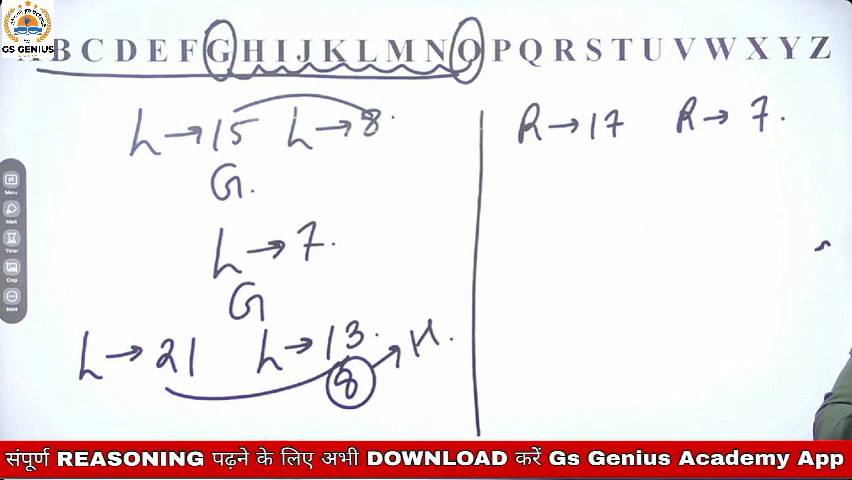 GS GENIUS
A B C D E F G H I J K L M N O P Q R S T U V W X Y Z
L → 15 L → 8.
G.
L → 7.
G
L → 21 L → 13.
8 → H.
R → 17 R → 7.
Menu
Mark
Timer
Crop
More
संपूर्ण REASONING पढ़ने के लिए अभी DOWNLOAD करें Gs Genius Academy App